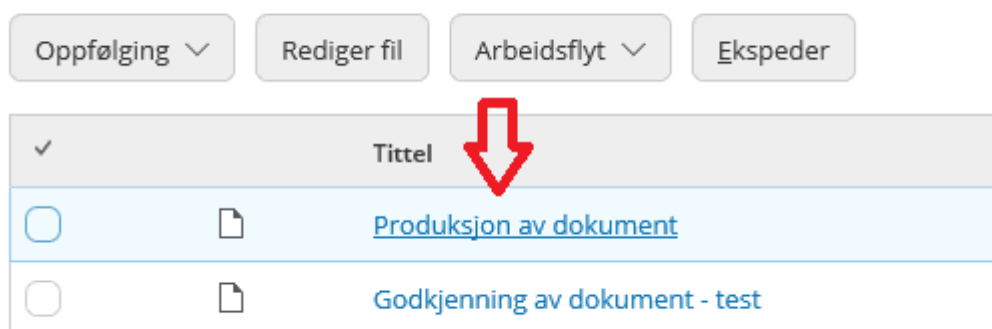 Oppfølging Rediger fil Arbeidsflyt Ekspeder
Tittel
Produksjon av dokument
Godkjenning av dokument - test